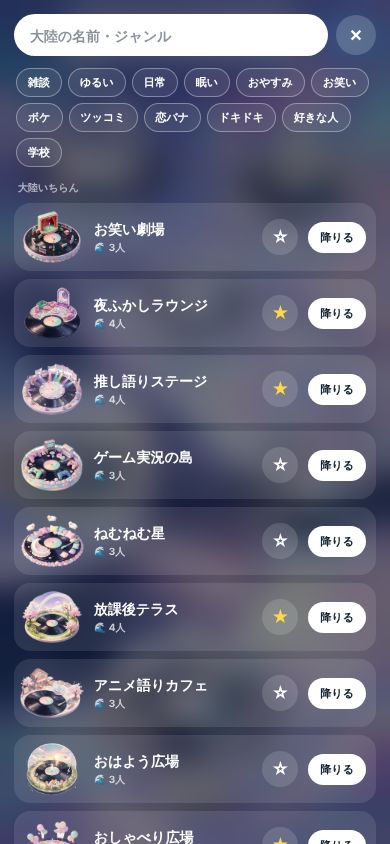 大陸の名前・ジャンル
✕
雑談 ゆるい 日常 眠い おやすみ お笑い
ボケ ツッコミ 恋バナ ドキドキ 好きな人
学校
大陸いちらん
お笑い劇場
🌊 3人
☆ 降りる
夜ふかしラウンジ
🌊 4人
★ 降りる
推し語りステージ
🌊 4人
★ 降りる
ゲーム実況の島
🌊 3人
☆ 降りる
ねむねむ星
🌊 3人
☆ 降りる
放課後テラス
🌊 4人
★ 降りる
アニメ語りカフェ
🌊 3人
☆ 降りる
おはよう広場
🌊 3人
☆ 降りる
おしゃべり広場
★ 降りる